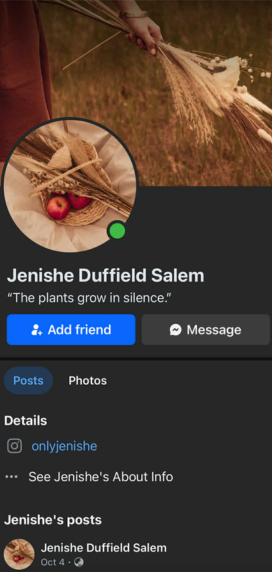 Jenishe Duffield Salem
“The plants grow in silence.”
Add friend
Message
Posts
Photos
Details
onlyjenishe
See Jenishe's About Info
Jenishe's posts
Jenishe Duffield Salem
Oct 4 ·